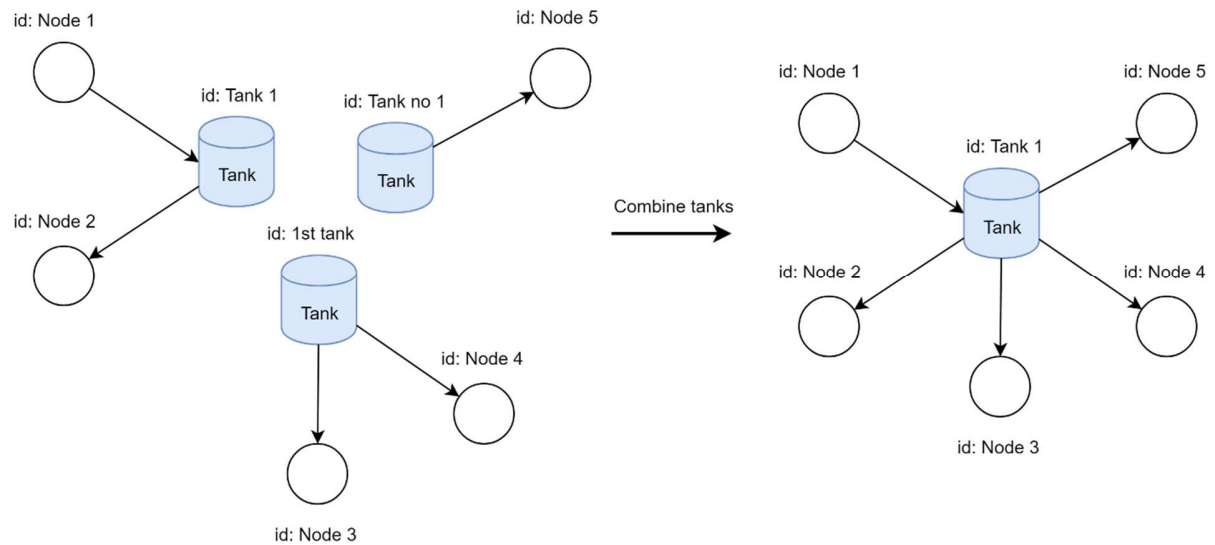 id: Node 1
id: Node 5
id: Tank 1
id: Tank no 1
Tank
Tank
id: Node 2
id: 1st tank
Tank
id: Node 4
id: Node 3
Combine tanks
id: Node 1
id: Node 5
id: Tank 1
Tank
id: Node 2
id: Node 4
id: Node 3